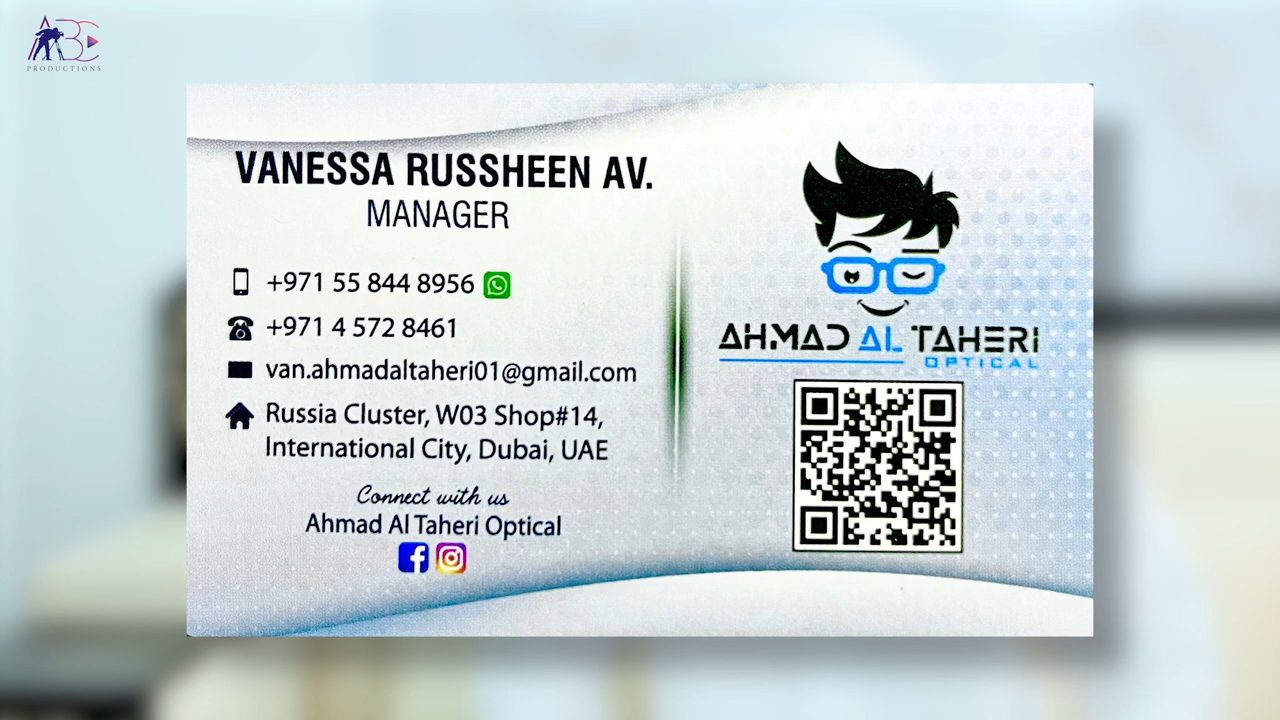 ABC
PRODUCTIONS
VANESSA RUSSHEEN AV.
MANAGER
+971 55 844 8956
+971 4 572 8461
van.ahmadaltaheri01@gmail.com
Russia Cluster, W03 Shop#14,
International City, Dubai, UAE
Connect with us
Ahmad Al Taheri Optical
AHMAD AL TAHERI
OPTICAL